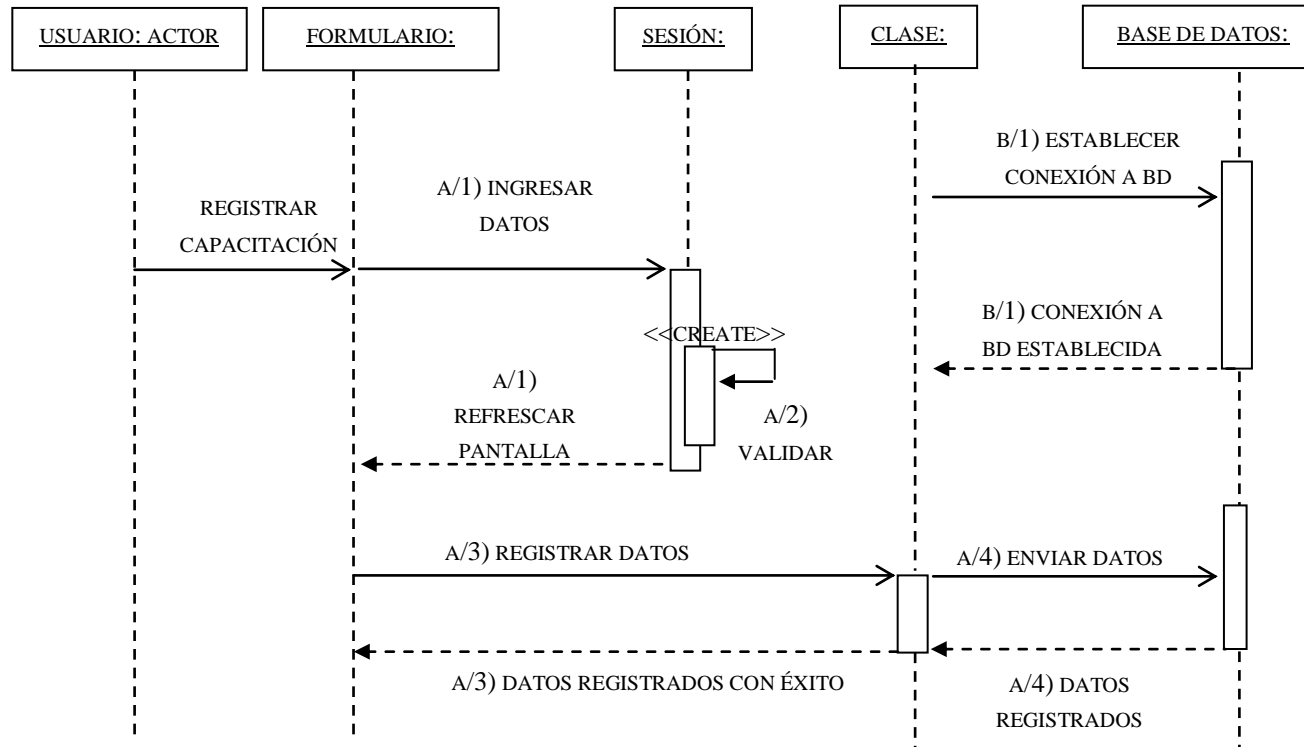 USUARIO: ACTOR
FORMULARIO:
SESIÓN:
CLASE:
BASE DE DATOS:
B/1) ESTABLECER
CONEXIÓN A BD
A/1) INGRESAR
DATOS
REGISTRAR
CAPACITACIÓN
B/1) CONEXIÓN A
BD ESTABLECIDA
<<CREATE>>
A/1)
REFRESCAR
PANTALLA
A/2)
VALIDAR
A/3) REGISTRAR DATOS
A/4) ENVIAR DATOS
A/3) DATOS REGISTRADOS CON ÉXITO
A/4) DATOS
REGISTRADOS